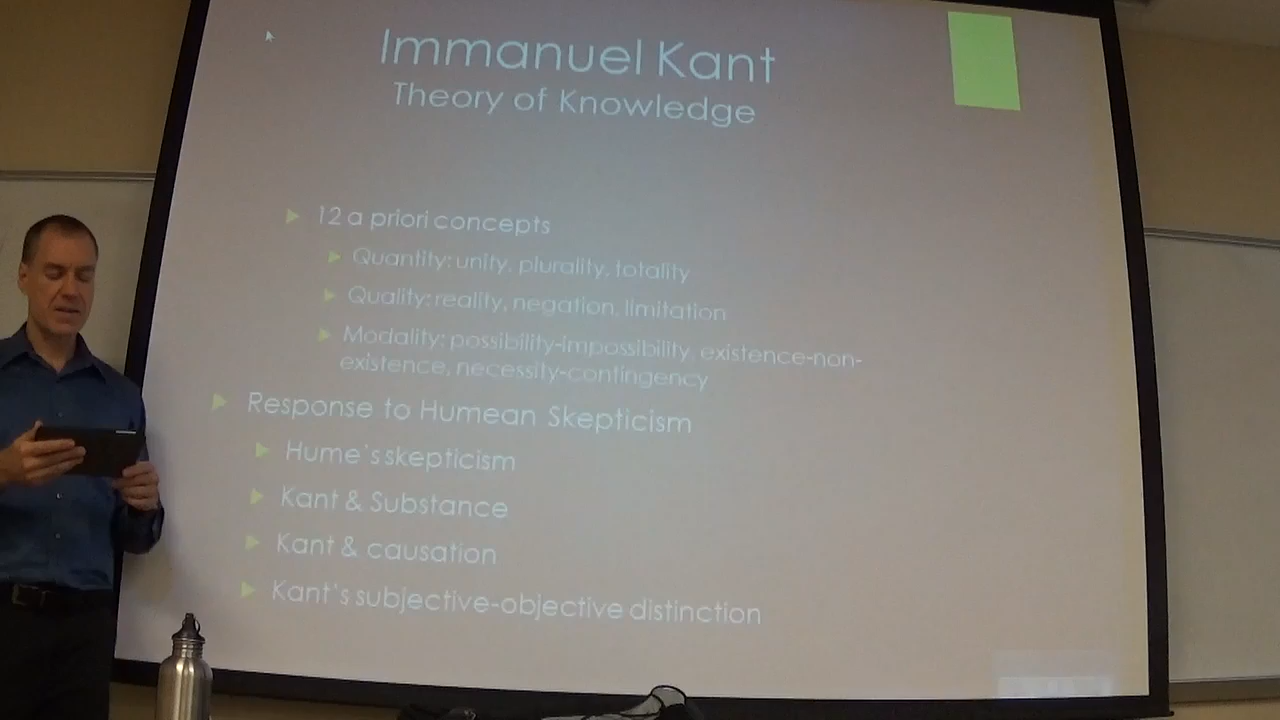 Immanuel Kant
Theory of Knowledge
12 a priori concepts
Quantity: unity, plurality, totality
Quality: reality, negation, limitation
Modality: possibility-impossibility, existence-non-
existence, necessity-contingency
Response to Humean Skepticism
Hume's skepticism
Kant & Substance
Kant & causation
Kant's subjective-objective distinction